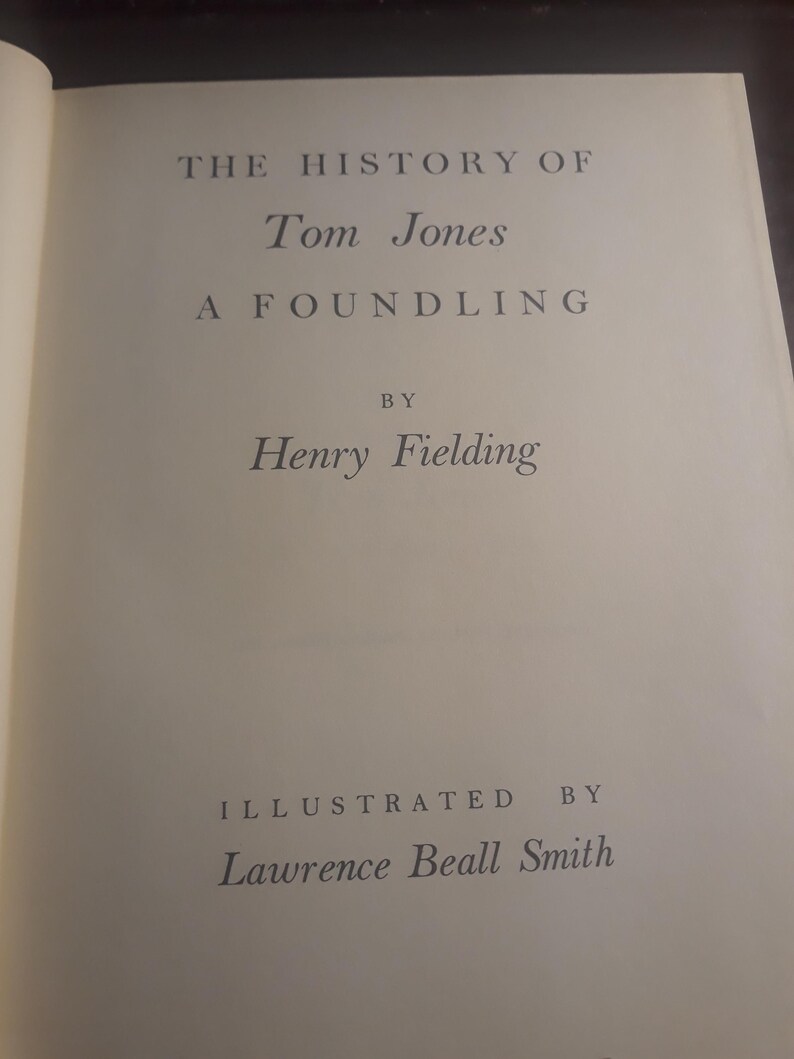 THE HISTORY OF
Tom Jones
A FOUNDLING
BY
Henry Fielding
ILLUSTRATED BY
Lawrence Beall Smith